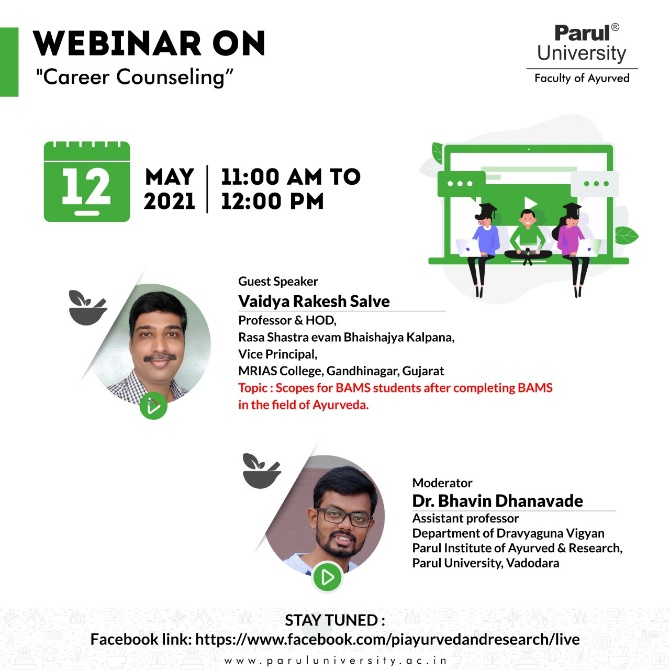 WEBINAR ON
"Career Counseling”
Parul®
University
Faculty of Ayurved
12
MAY
2021
11:00 AM TO
12:00 PM
Guest Speaker
Vaidya Rakesh Salve
Professor & HOD,
Rasa Shastra evam Bhaishajya Kalpana,
Vice Principal,
MRIAS College, Gandhinagar, Gujarat
Topic : Scopes for BAMS students after completing BAMS
in the field of Ayurveda.
Moderator
Dr. Bhavin Dhanavade
Assistant professor
Department of Dravyaguna Vigyan
Parul Institute of Ayurved & Research,
Parul University, Vadodara
STAY TUNED :
Facebook link: https://www.facebook.com/piayurvedandresearch/live
www.paruluniversity.ac.in